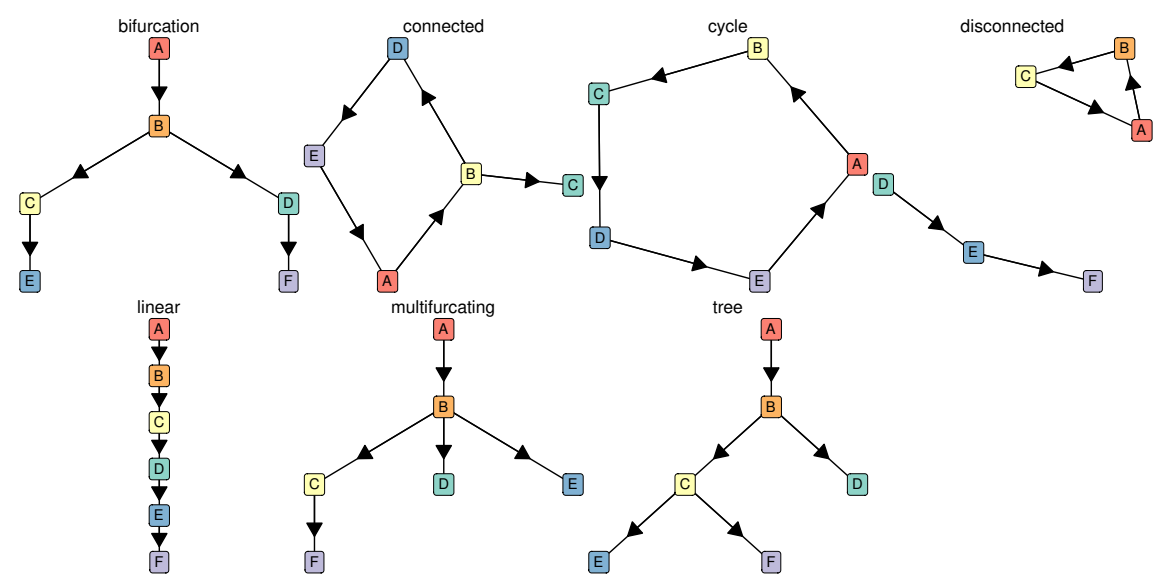 bifurcation
A
B
C
D
E
F
connected
D
E
B
C
A
cycle
B
C
A
D
E
disconnected
B
C
A
D
E
F
linear
A
B
C
D
E
F
multifurcating
A
B
C
D
E
F
tree
A
B
C
D
E
F